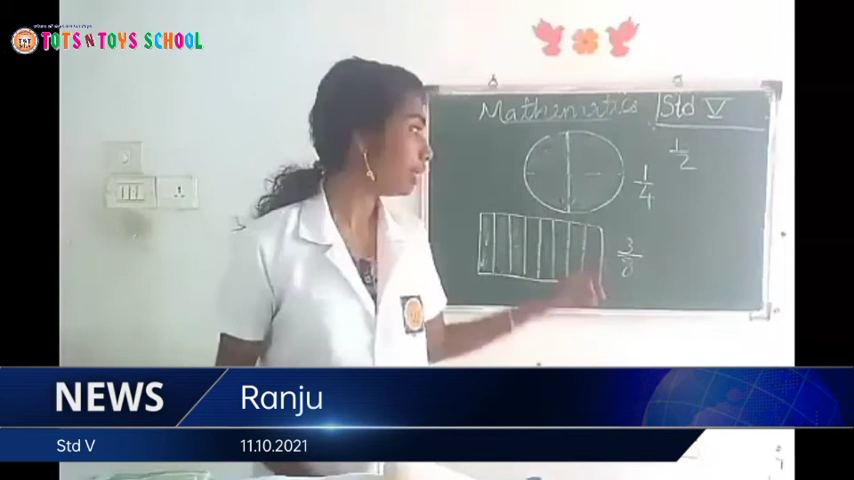 TOTS N TOYS SCHOOL
Mathematics
Std V
1/2
1/4
3/8
NEWS
Ranju
Std V
11.10.2021